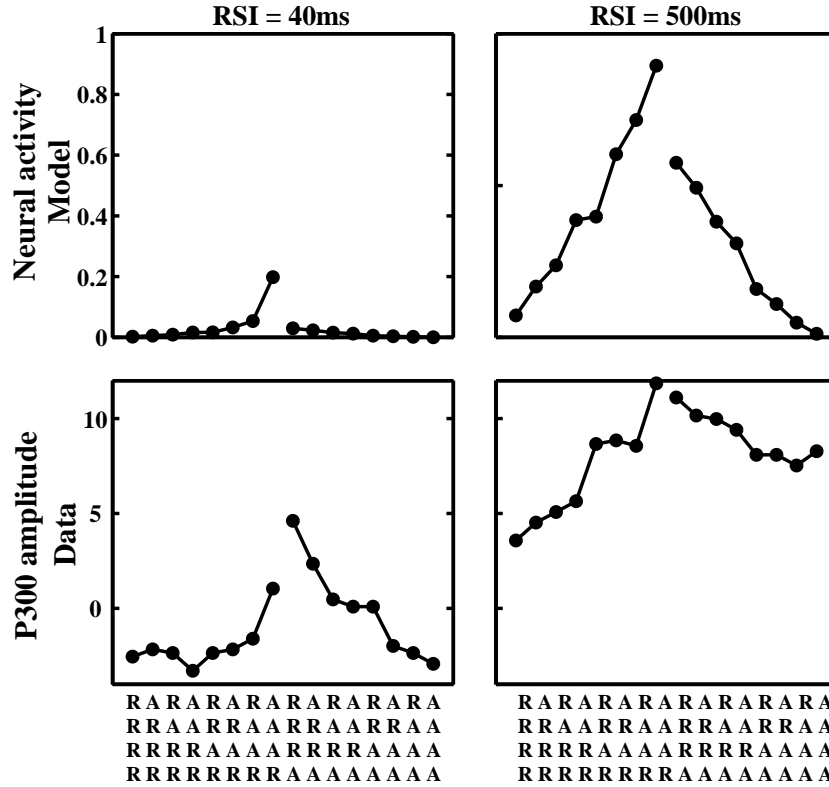 RSI = 40ms
RSI = 500ms
Neural activity
Model
1
0.8
0.6
0.4
0.2
0
P300 amplitude
Data
10
5
0
R A R A R A R A R A R A R A R A
R R A A R R A A R R A A R R A A
R R R R A A A A R R R R A A A A
R R R R R R R R A A A A A A A A
R A R A R A R A R A R A R A R A
R R A A R R A A R R A A R R A A
R R R R A A A A R R R R A A A A
R R R R R R R R A A A A A A A A